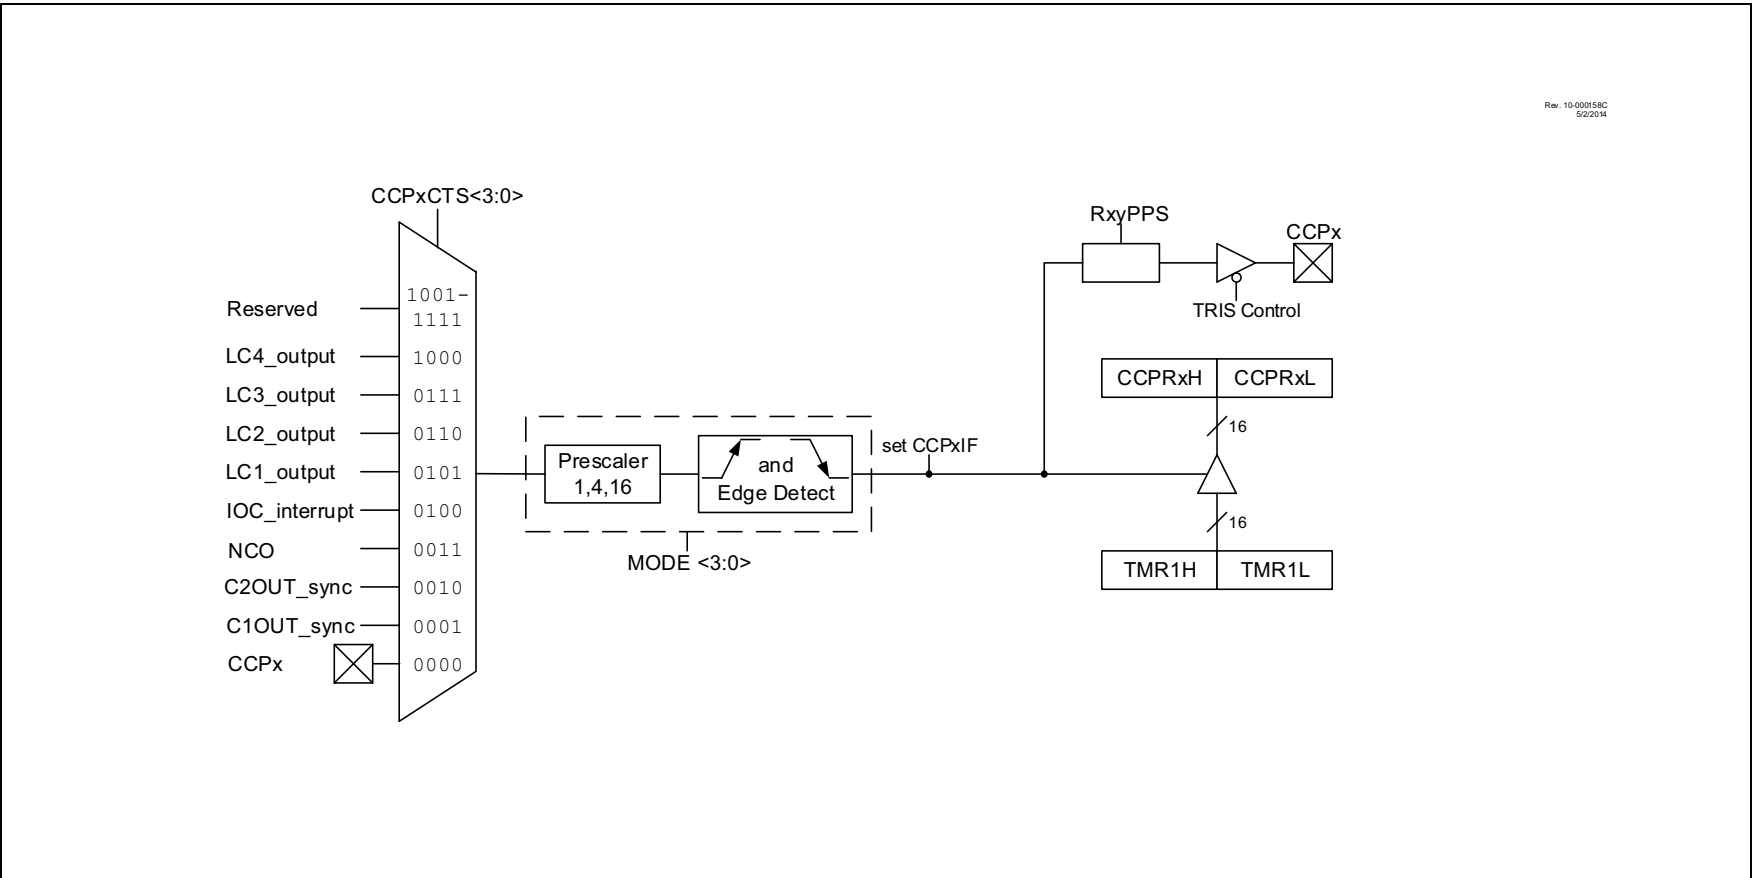 Rev. 10-000158C
5/2/2014
CCPxCTS<3:0>
RxyPPS
CCPx
TRIS Control
Reserved
1001-
1111
LC4_output 1000
LC3_output 0111
LC2_output 0110
LC1_output 0101
IOC_interrupt 0100
NCO 0011
C2OUT_sync 0010
C1OUT_sync 0001
CCPx 0000
Prescaler
1,4,16
and
Edge Detect
MODE <3:0>
set CCPxIF
CCPRxH CCPRxL
16
16
TMR1H TMR1L